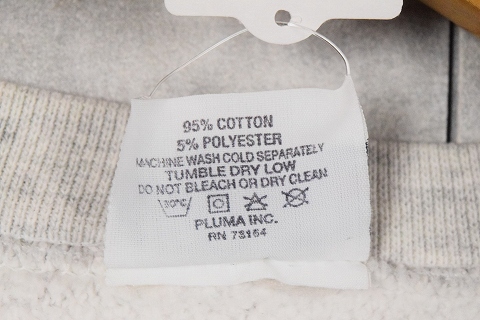 95% COTTON
5% POLYESTER
MACHINE WASH COLD SEPARATELY
TUMBLE DRY LOW
DO NOT BLEACH OR DRY CLEAN
30°C
PLUMA INC.
RN 73164